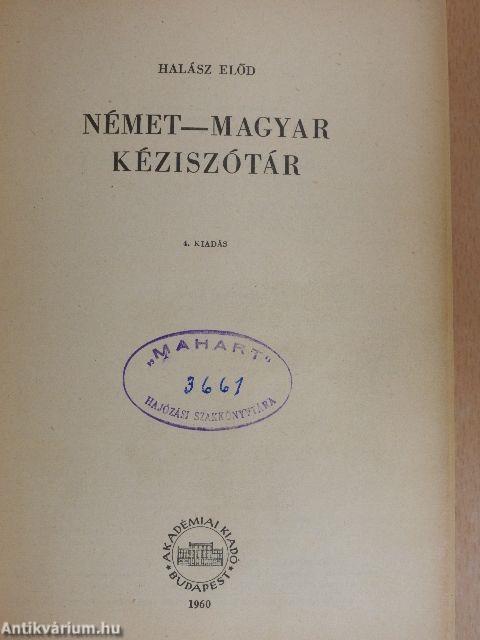 HALÁSZ ELŐD
NÉMET—MAGYAR
KÉZISZÓTÁR
4. KIADÁS
„MAHART"
3661
HAJÓZÁSI SZAKKÖNYVTÁRA
AKADÉMIAI KIADÓ
BUDAPEST
1960
Antikvárium.hu